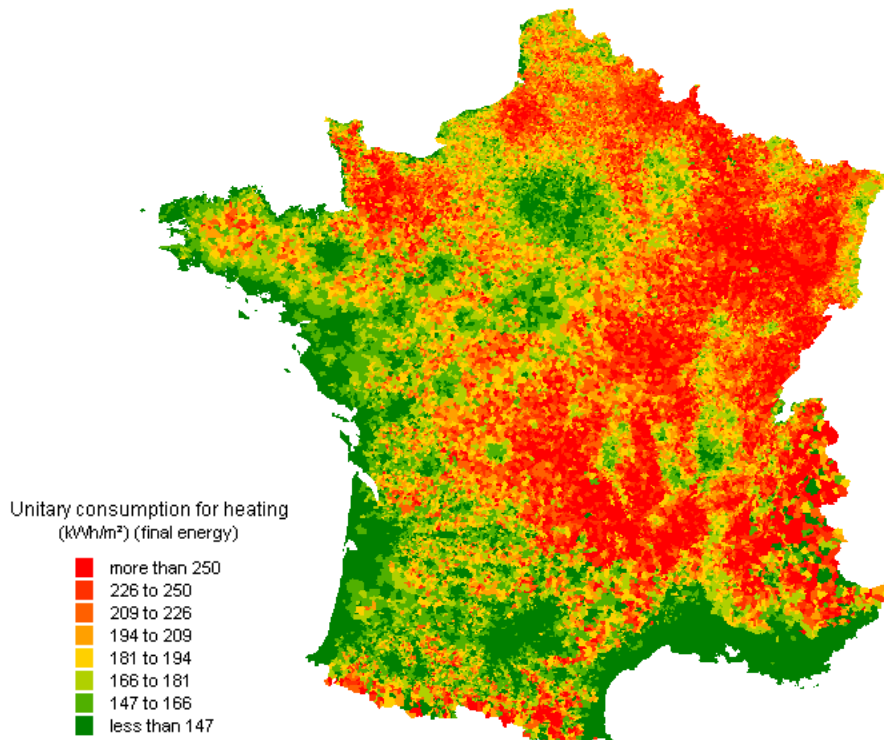 Unitary consumption for heating
(kWh/m²) (final energy)
more than 250
226 to 250
209 to 226
194 to 209
181 to 194
166 to 181
147 to 166
less than 147